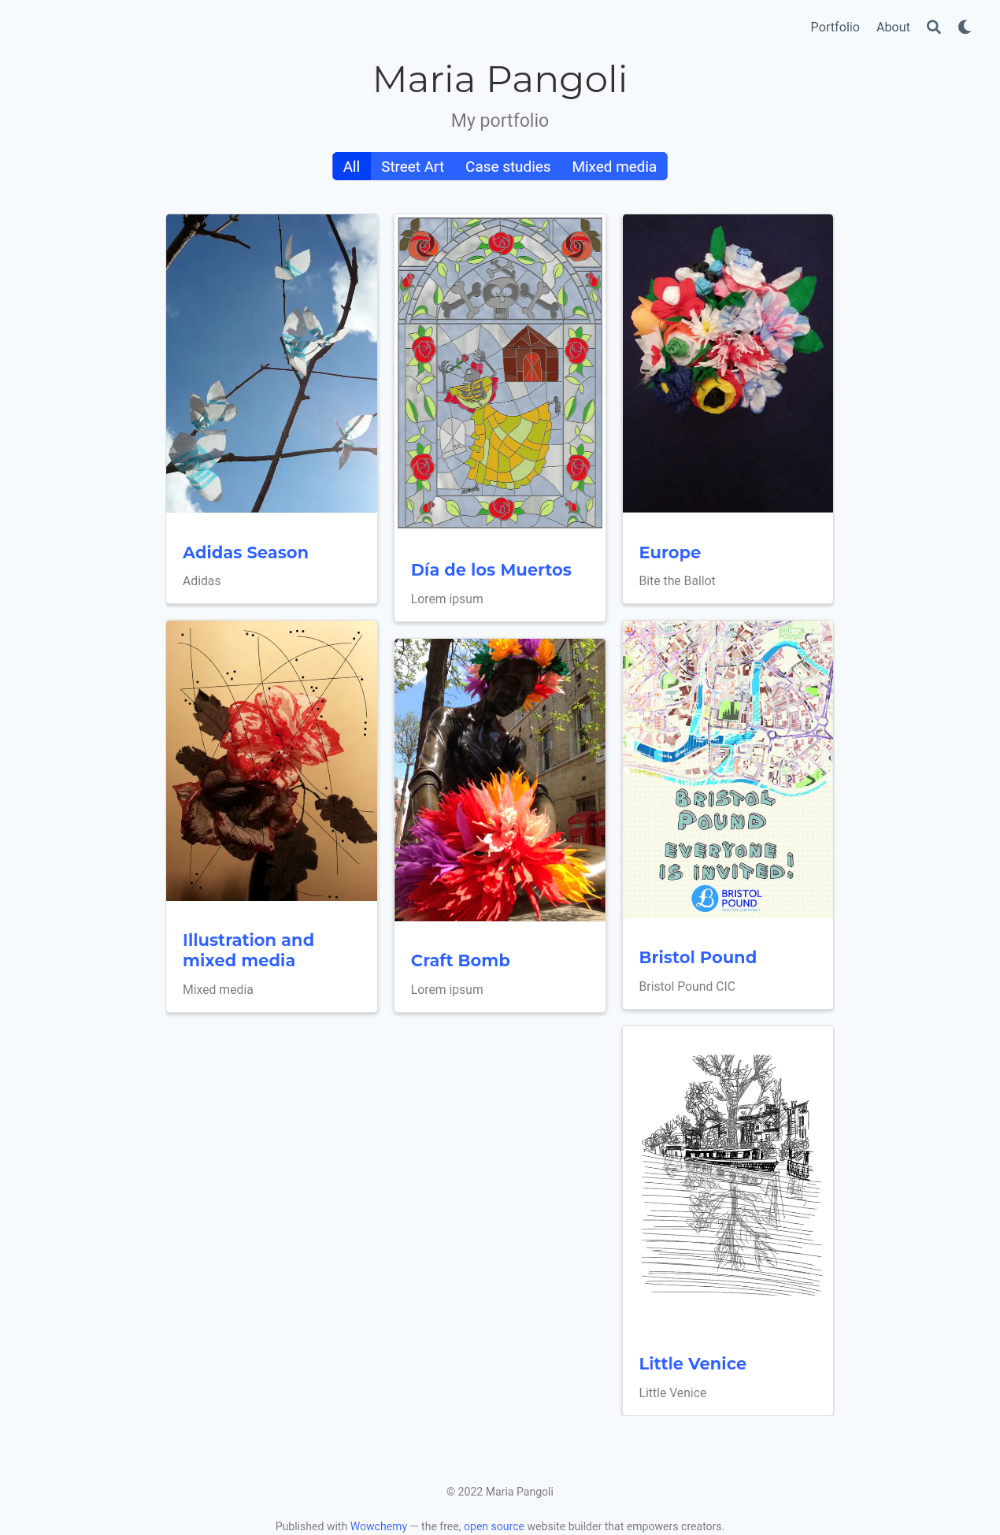 Portfolio About
Maria Pangoli
My portfolio
All Street Art Case studies Mixed media
Adidas Season
Adidas
Día de los Muertos
Lorem ipsum
Europe
Bite the Ballot
Illustration and
mixed media
Mixed media
Craft Bomb
Lorem ipsum
BRISTOL
POUND
EVERYONE
IS INVITED!
BRISTOL
POUND
Bristol Pound
Bristol Pound CIC
Little Venice
Little Venice
© 2022 Maria Pangoli
Published with Wowchemy — the free, open source website builder that empowers creators.